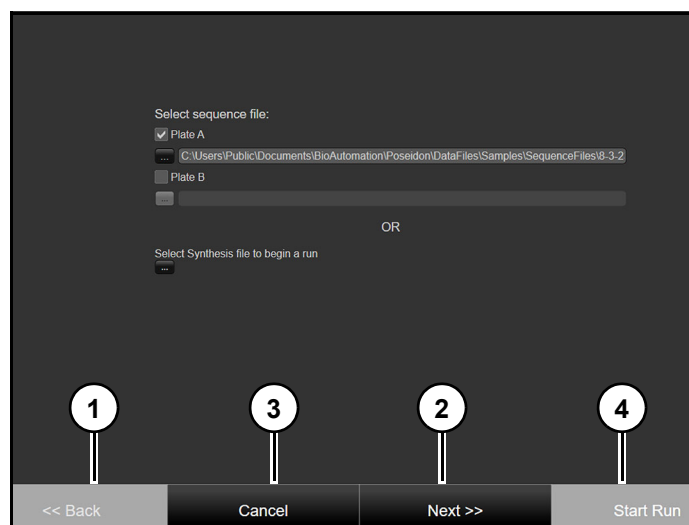 Select sequence file:
Plate A
... C:\Users\Public\Documents\BioAutomation\Poseidon\DataFiles\Samples\SequenceFiles\8-3-2
Plate B
...
OR
Select Synthesis file to begin a run
...
1 3 2 4
<< Back Cancel Next >> Start Run